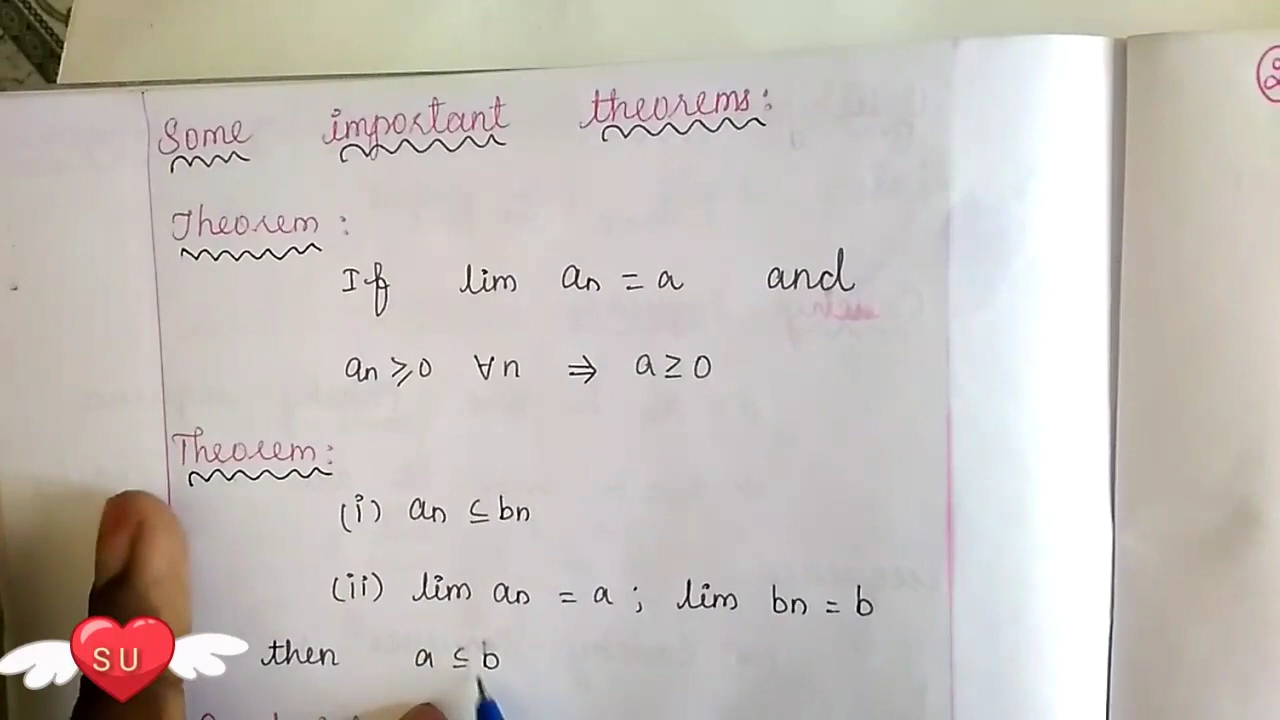 Some important theorems:
Theorem:
If lim an = a and
an ⩾ 0 ∀n ⇒ a ≥ 0
Theorem:
(i) an ≤ bn
(ii) lim an = a ; lim bn = b
then a ≤ b
SU